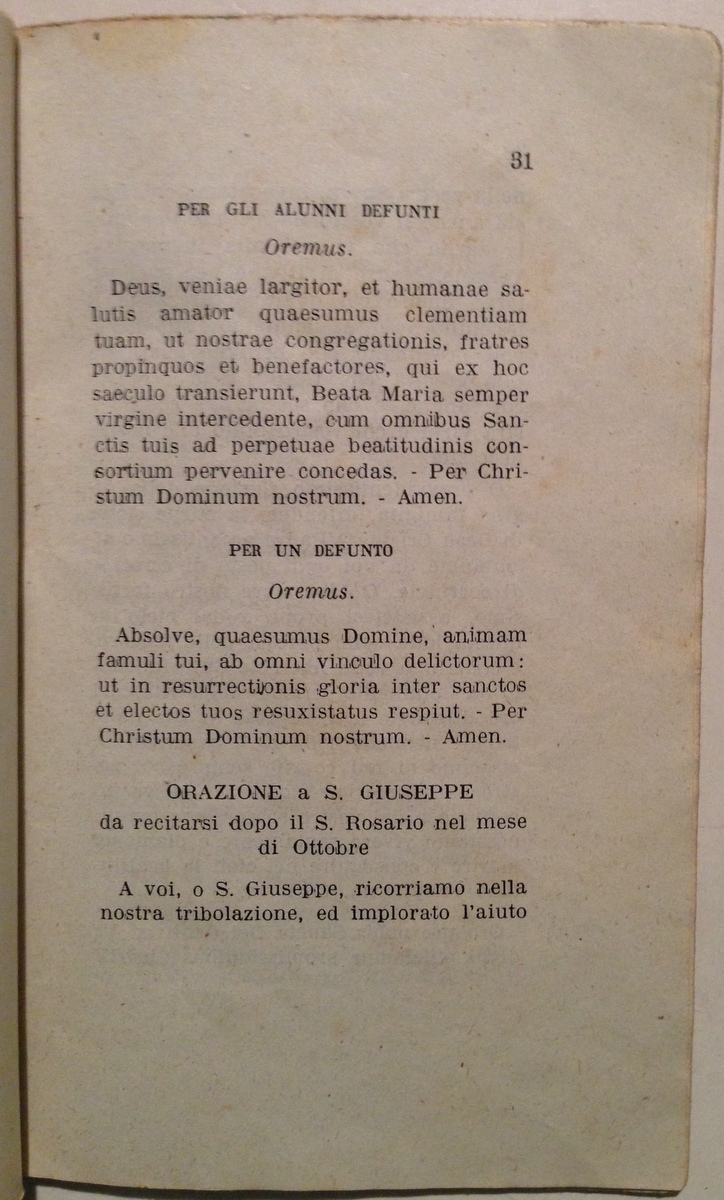 31
PER GLI ALUNNI DEFUNTI
Oremus.
Deus, veniae largitor, et humanae sa-
lutis amator quaesumus clementiam
tuam, ut nostrae congregationis, fratres
propinquos et benefactores, qui ex hoc
saeculo transierunt, Beata Maria semper
virgine intercedente, cum omnibus San-
ctis tuis ad perpetuae beatitudinis con-
sortium pervenire concedas. - Per Chri-
stum Dominum nostrum. - Amen.
PER UN DEFUNTO
Oremus.
Absolve, quaesumus Domine, animam
famuli tui, ab omni vinculo delictorum:
ut in resurrectionis gloria inter sanctos
et electos tuos resuxistatus respiut. - Per
Christum Dominum nostrum. - Amen.
ORAZIONE a S. GIUSEPPE
da recitarsi dopo il S. Rosario nel mese
di Ottobre
A voi, o S. Giuseppe, ricorriamo nella
nostra tribolazione, ed implorato l'aiuto